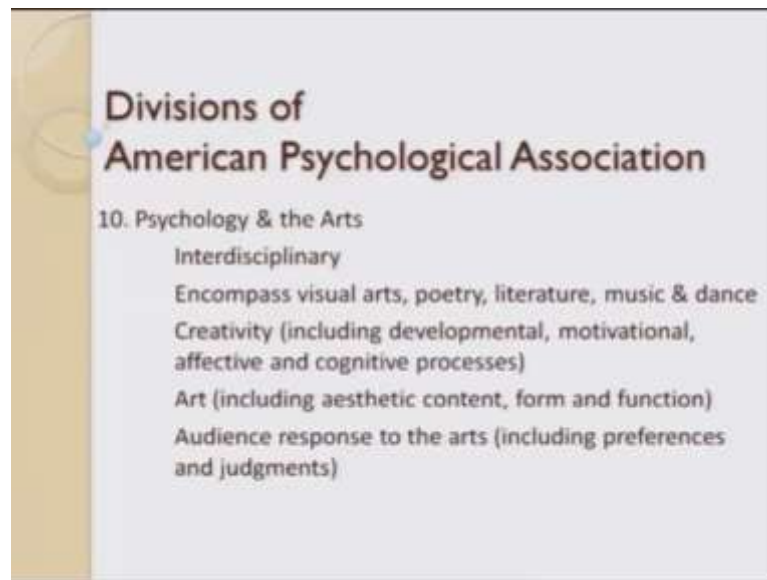 Divisions of
American Psychological Association
10. Psychology & the Arts
Interdisciplinary
Encompass visual arts, poetry, literature, music & dance
Creativity (including developmental, motivational,
affective and cognitive processes)
Art (including aesthetic content, form and function)
Audience response to the arts (including preferences
and judgments)